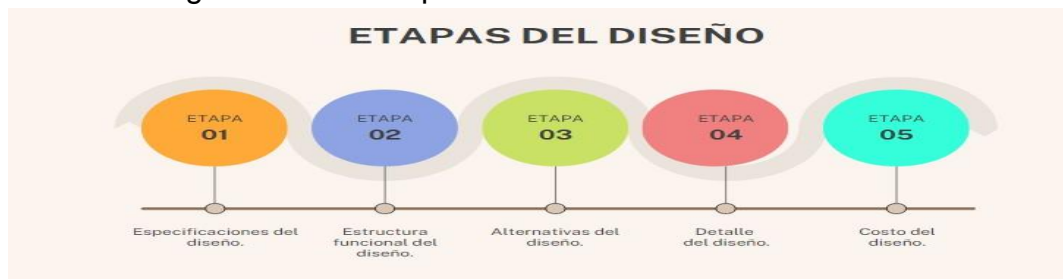 ETAPAS DEL DISEÑO
ETAPA
01
ETAPA
02
ETAPA
03
ETAPA
04
ETAPA
05
Especificaciones del
diseño.
Estructura
funcional del
diseño.
Alternativas del
diseño.
Detalle
del diseño.
Costo del
diseño.